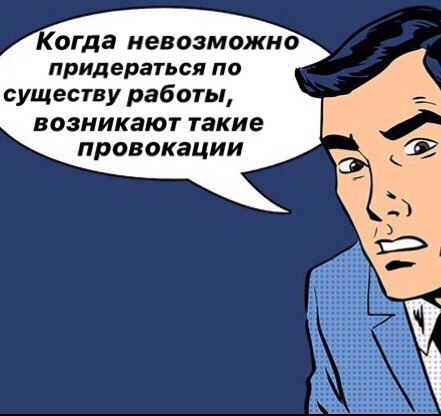 Когда невозможно
придераться по
существу работы,
возникают такие
провокации